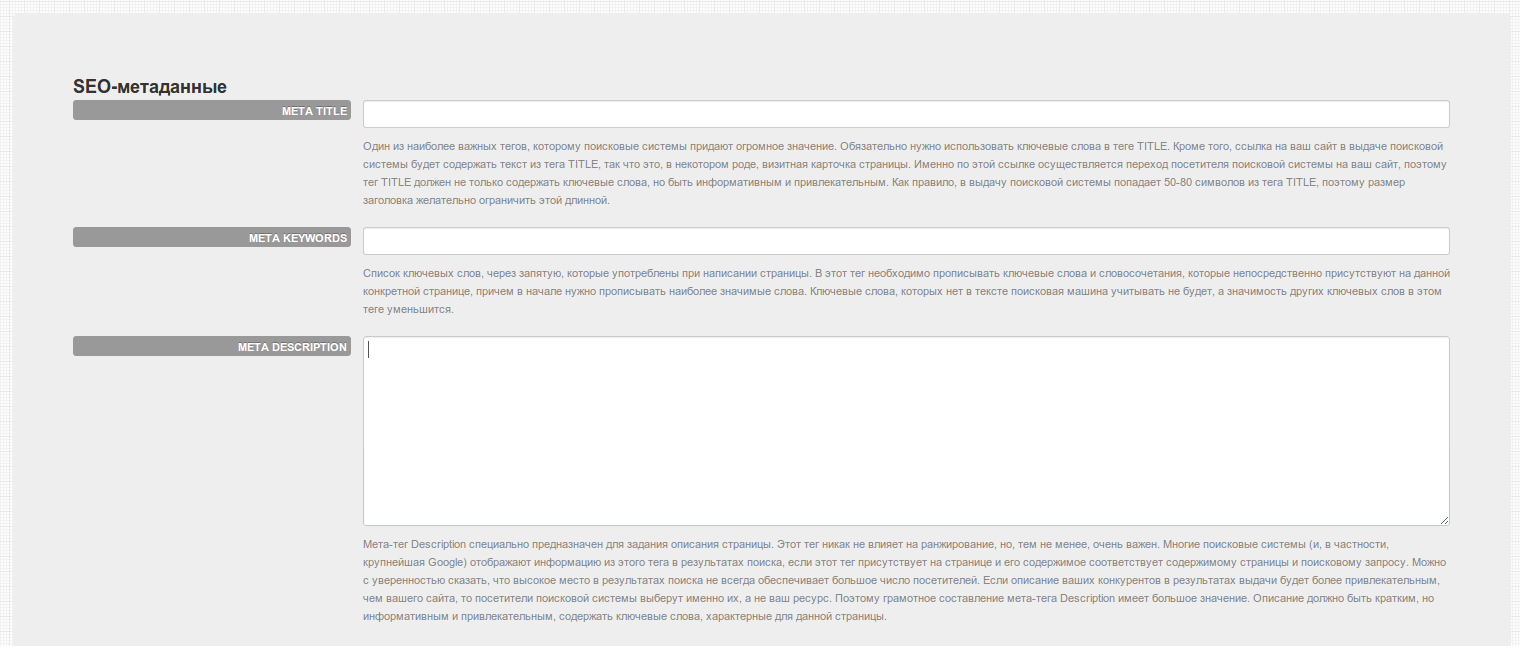 SEO-метаданные
META TITLE
Один из наиболее важных тегов, которому поисковые системы придают огромное значение. Обязательно нужно использовать ключевые слова в теге TITLE. Кроме того, ссылка на ваш сайт в выдаче поисковой
системы будет содержать текст из тега TITLE, так что это, в некотором роде, визитная карточка страницы. Именно по этой ссылке осуществляется переход посетителя поисковой системы на ваш сайт, поэтому
тег TITLE должен не только содержать ключевые слова, но быть информативным и привлекательным. Как правило, в выдачу поисковой системы попадает 50-80 символов из тега TITLE, поэтому размер
заголовка желательно ограничить этой длинной.
META KEYWORDS
Список ключевых слов, через запятую, которые употреблены при написании страницы. В этот тег необходимо прописывать ключевые слова и словосочетания, которые непосредственно присутствуют на данной
конкретной странице, причем в начале нужно прописывать наиболее значимые слова. Ключевые слова, которых нет в тексте поисковая машина учитывать не будет, а значимость других ключевых слов в этом
теге уменьшится.
META DESCRIPTION
Мета-тег Description специально предназначен для задания описания страницы. Этот тег никак не влияет на ранжирование, но, тем не менее, очень важен. Многие поисковые системы (и, в частности,
крупнейшая Google) отображают информацию из этого тега в результатах поиска, если этот тег присутствует на странице и его содержимое соответствует содержимому страницы и поисковому запросу. Можно
с уверенностью сказать, что высокое место в результатах поиска не всегда обеспечивает большое число посетителей. Если описание ваших конкурентов в результатах выдачи будет более привлекательным,
чем вашего сайта, то посетители поисковой системы выберут именно их, а не ваш ресурс. Поэтому грамотное составление мета-тега Description имеет большое значение. Описание должно быть кратким, но
информативным и привлекательным, содержать ключевые слова, характерные для данной страницы.